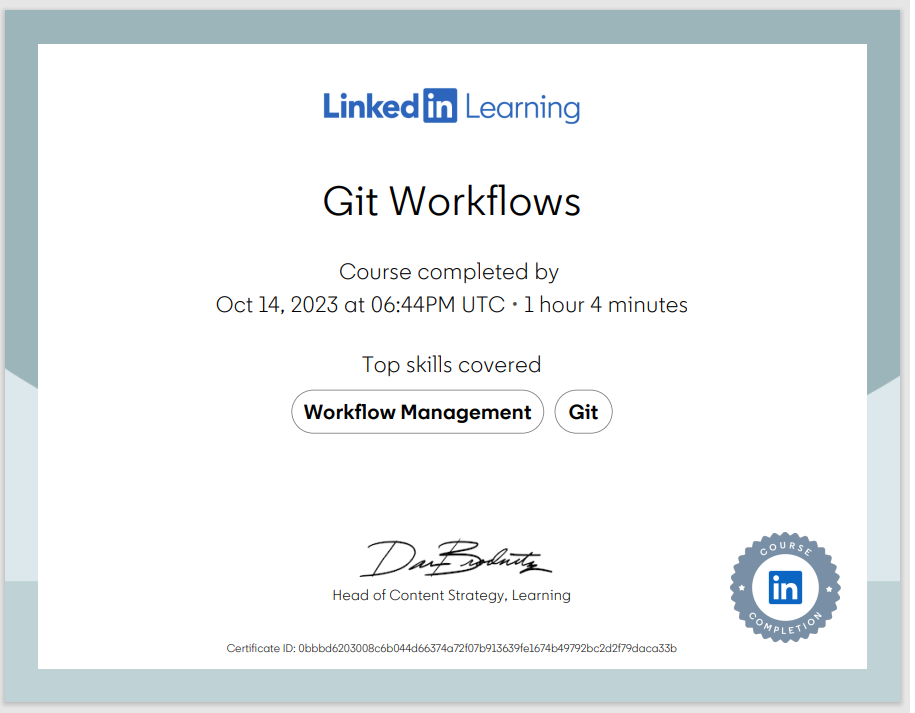 Linked in Learning
Git Workflows
Course completed by
Oct 14, 2023 at 06:44PM UTC • 1 hour 4 minutes
Top skills covered
Workflow Management
Git
Dan Brodnitz
Head of Content Strategy, Learning
COURSE
in
COMPLETION
Certificate ID: 0bbbd6203008c6b044d66374a72f07b913639fe1674b49792bc2d2f79daca33b